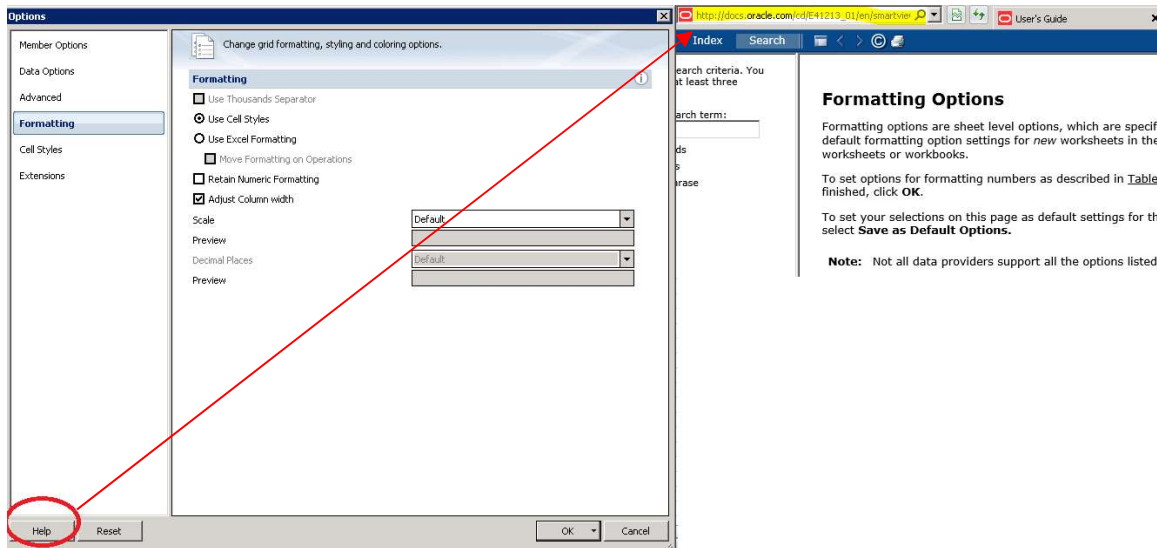 Options
Member Options
Data Options
Advanced
Formatting
Cell Styles
Extensions
Change grid formatting, styling and coloring options.
Formatting
Use Thousands Separator
Use Cell Styles
Use Excel Formatting
Move Formatting on Operations
Retain Numeric Formatting
Adjust Column width
Scale
Default
Preview
Decimal Places
Default
Preview
Help
Reset
OK
Cancel
http://docs.oracle.com/cd/E41213_01/en/smartvie
User's Guide
Index
Search
earch criteria. You
at least three
arch term:
ds
s
rase
Formatting Options
Formatting options are sheet level options, which are specif
default formatting option settings for new worksheets in the
worksheets or workbooks.
To set options for formatting numbers as described in Table
finished, click OK.
To set your selections on this page as default settings for th
select Save as Default Options.
Note: Not all data providers support all the options listed